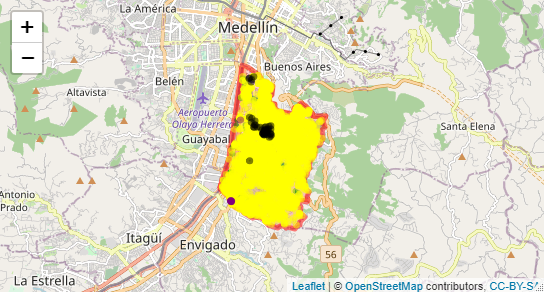 +
−
La América
Medellín
Buenos Aires
Belén
Altavista
Aeropuerto
Olaya Herrera
Guayabal
Santa Elena
Antonio
Prado
Itagüí
Envigado
56
La Estrella
Leaflet | © OpenStreetMap contributors, CC-BY-SA